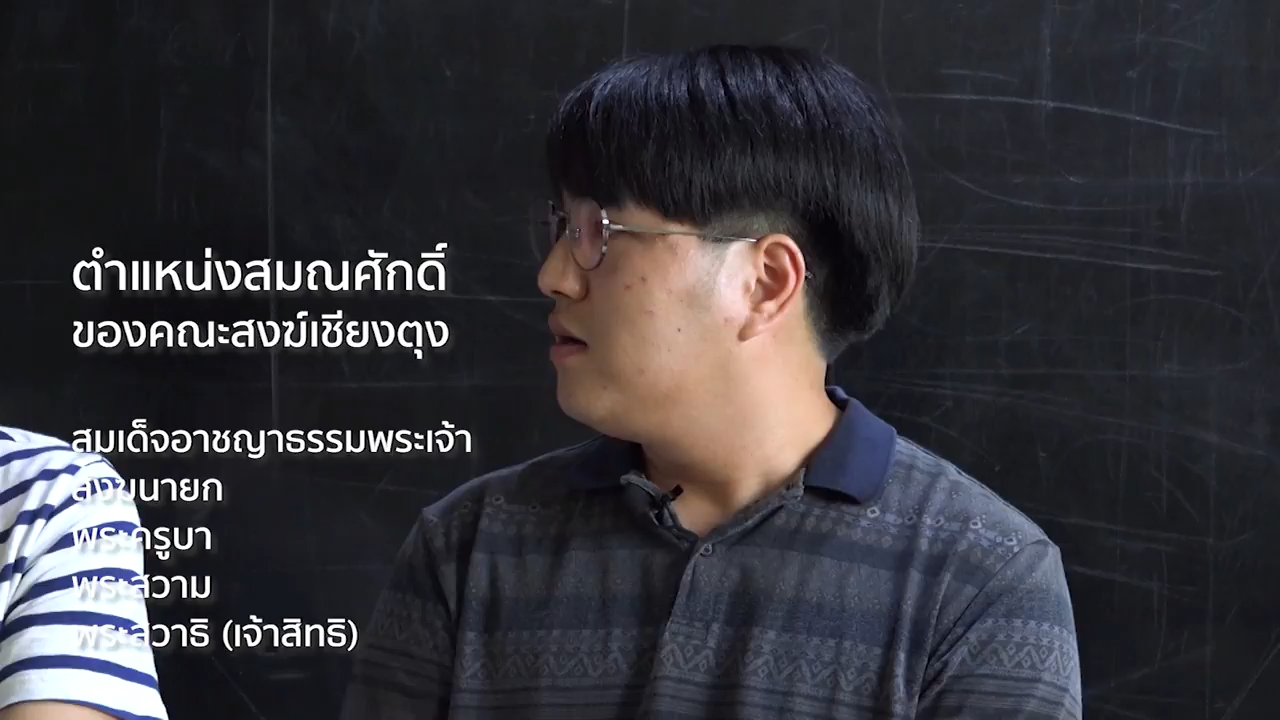 ตำแหน่งสมณศักดิ์
ของคณะสงฆ์เชียงตุง
สมเด็จอาชญาธรรมพระเจ้า
สังฆนายก
พระครูบา
พระสวาม
พระสวาธิ (เจ้าสิทธิ)